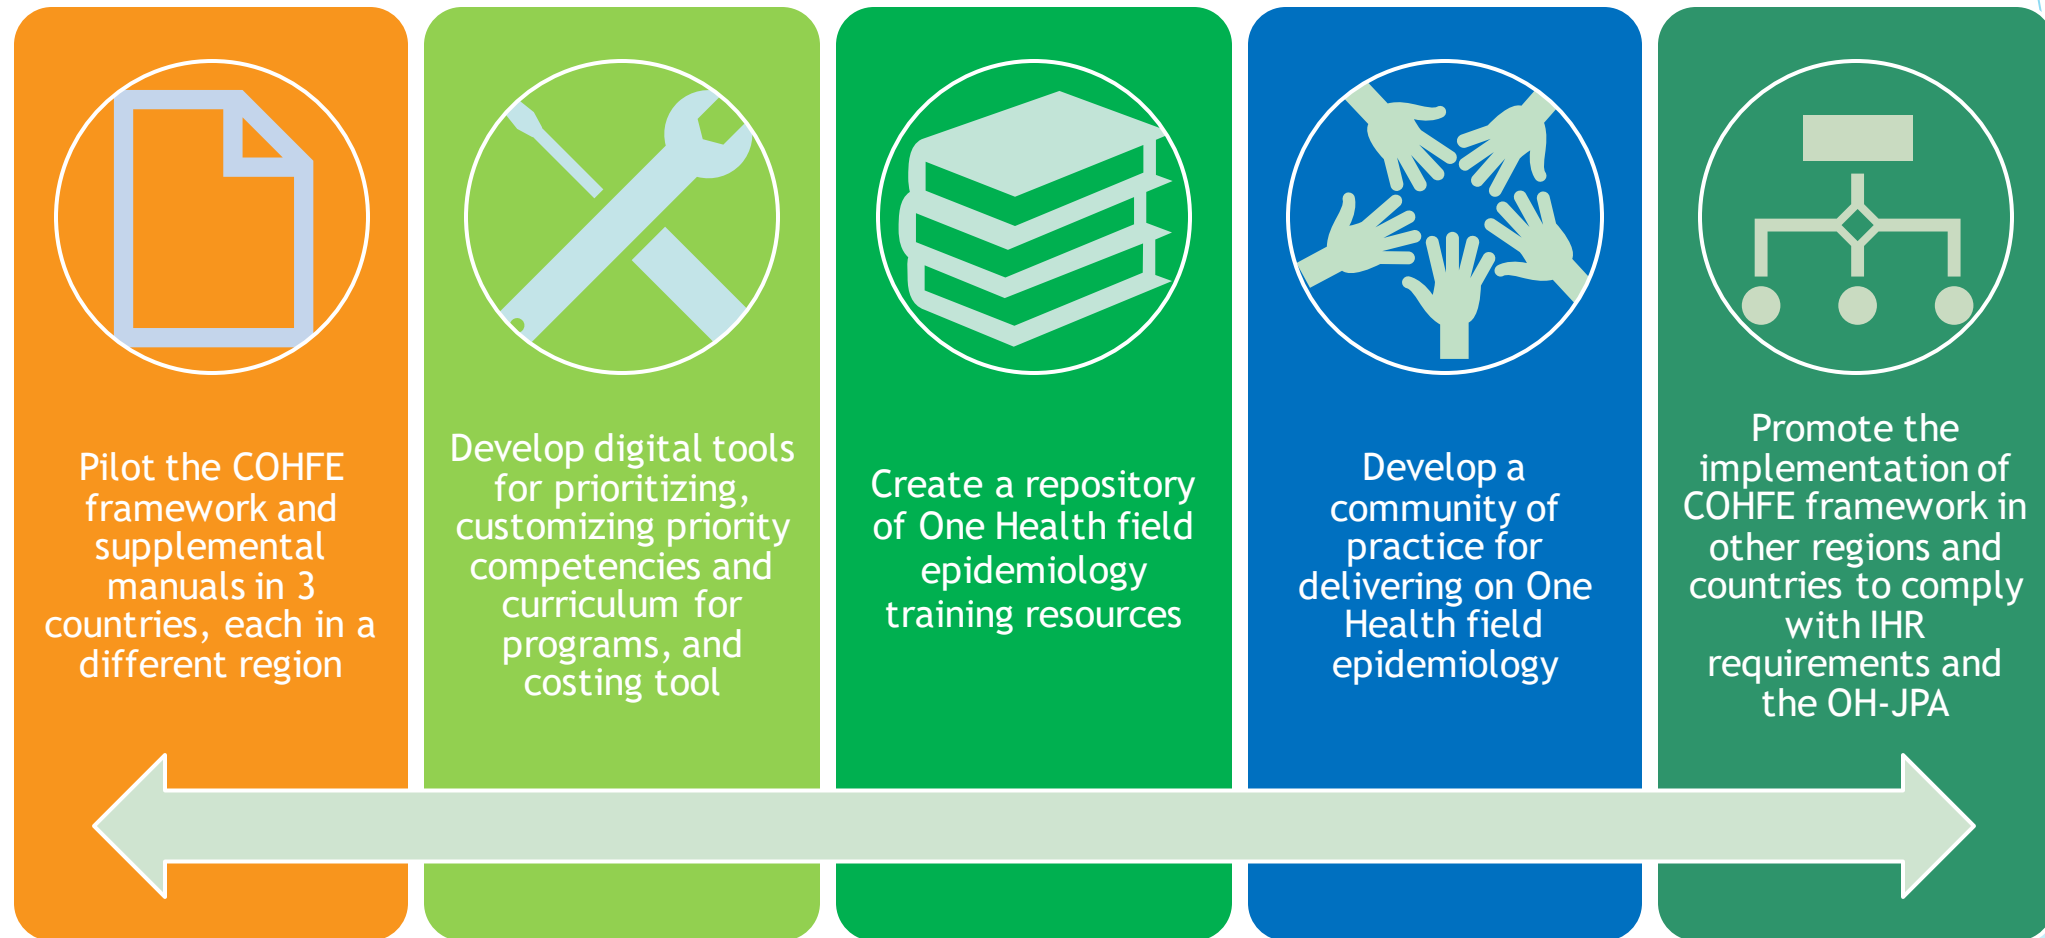 Pilot the COHFE
framework and
supplemental
manuals in 3
countries, each in a
different region
Develop digital tools
for prioritizing,
customizing priority
competencies and
curriculum for
programs, and
costing tool
Create a repository
of One Health field
epidemiology
training resources
Develop a
community of
practice for
delivering on One
Health field
epidemiology
Promote the
implementation of
COHFE framework in
other regions and
countries to comply
with IHR
requirements and
the OH-JPA